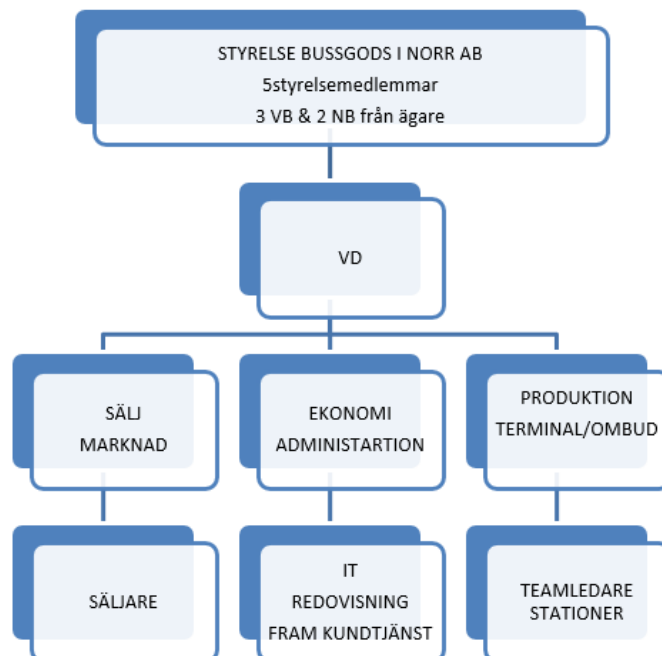 STYRELSE BUSSGODS I NORR AB
5styrelsemedlemmar
3 VB & 2 NB från ägare
VD
SÄLJ
MARKNAD
EKONOMI
ADMINISTARTION
PRODUKTION
TERMINAL/OMBUD
SÄLJARE
IT
REDOVISNING
FRAM KUNDTJÄNST
TEAMLEDARE
STATIONER